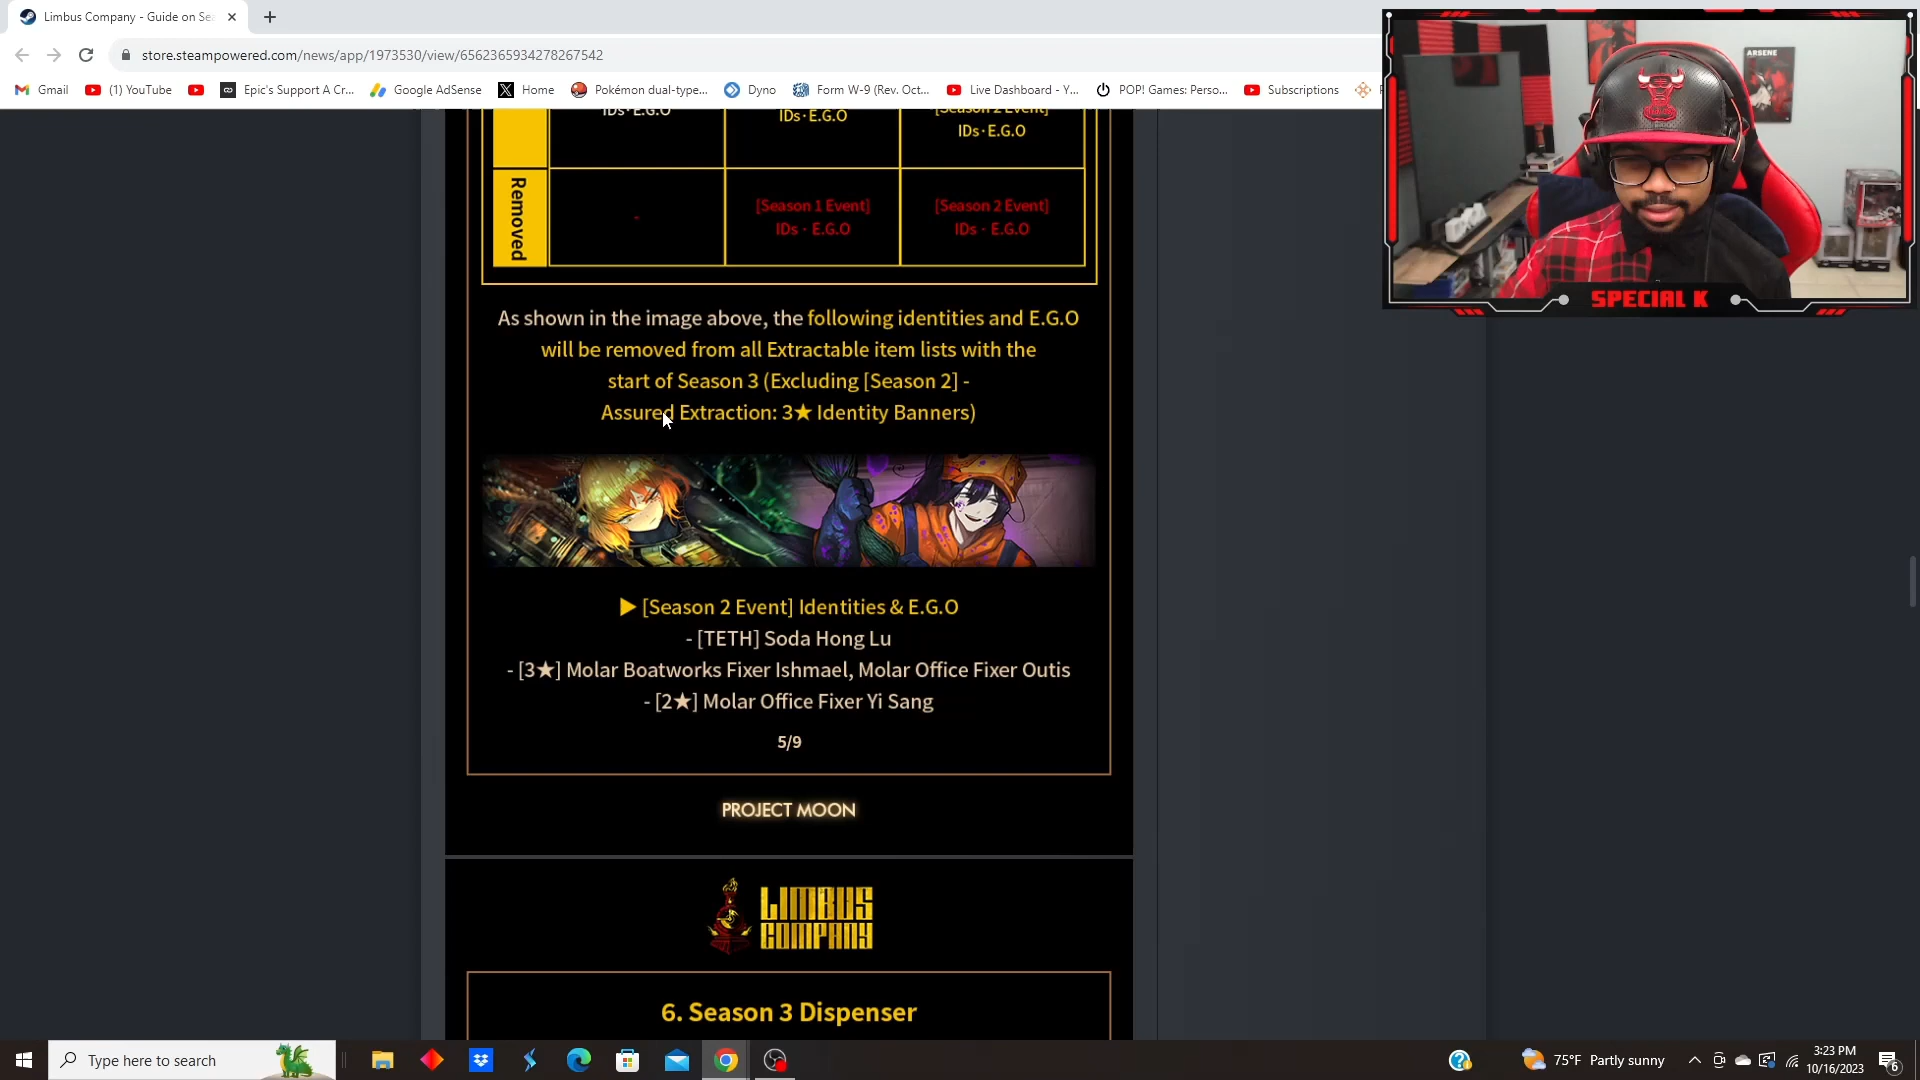 Limbus Company - Guide on Sea
store.steampowered.com/news/app/1973530/view/6562365934278267542
Gmail
(1) YouTube
Epic's Support A Cr...
Google AdSense
Home
Pokémon dual-type...
Dyno
Form W-9 (Rev. Oct...
Live Dashboard - Y...
POP! Games: Perso...
Subscriptions
ARSENE
SPECIAL K
IDs·E.G.O
IDs·E.G.O
[Season 2 Event]
IDs·E.G.O
Removed
-
[Season 1 Event]
IDs · E.G.O
[Season 2 Event]
IDs · E.G.O
As shown in the image above, the following identities and E.G.O
will be removed from all Extractable item lists with the
start of Season 3 (Excluding [Season 2] -
Assured Extraction: 3★ Identity Banners)
▶ [Season 2 Event] Identities & E.G.O
- [TETH] Soda Hong Lu
- [3★] Molar Boatworks Fixer Ishmael, Molar Office Fixer Outis
- [2★] Molar Office Fixer Yi Sang
5/9
PROJECT MOON
LIMBUS
COMPANY
6. Season 3 Dispenser
Type here to search
75°F Partly sunny
3:23 PM
10/16/2023
6